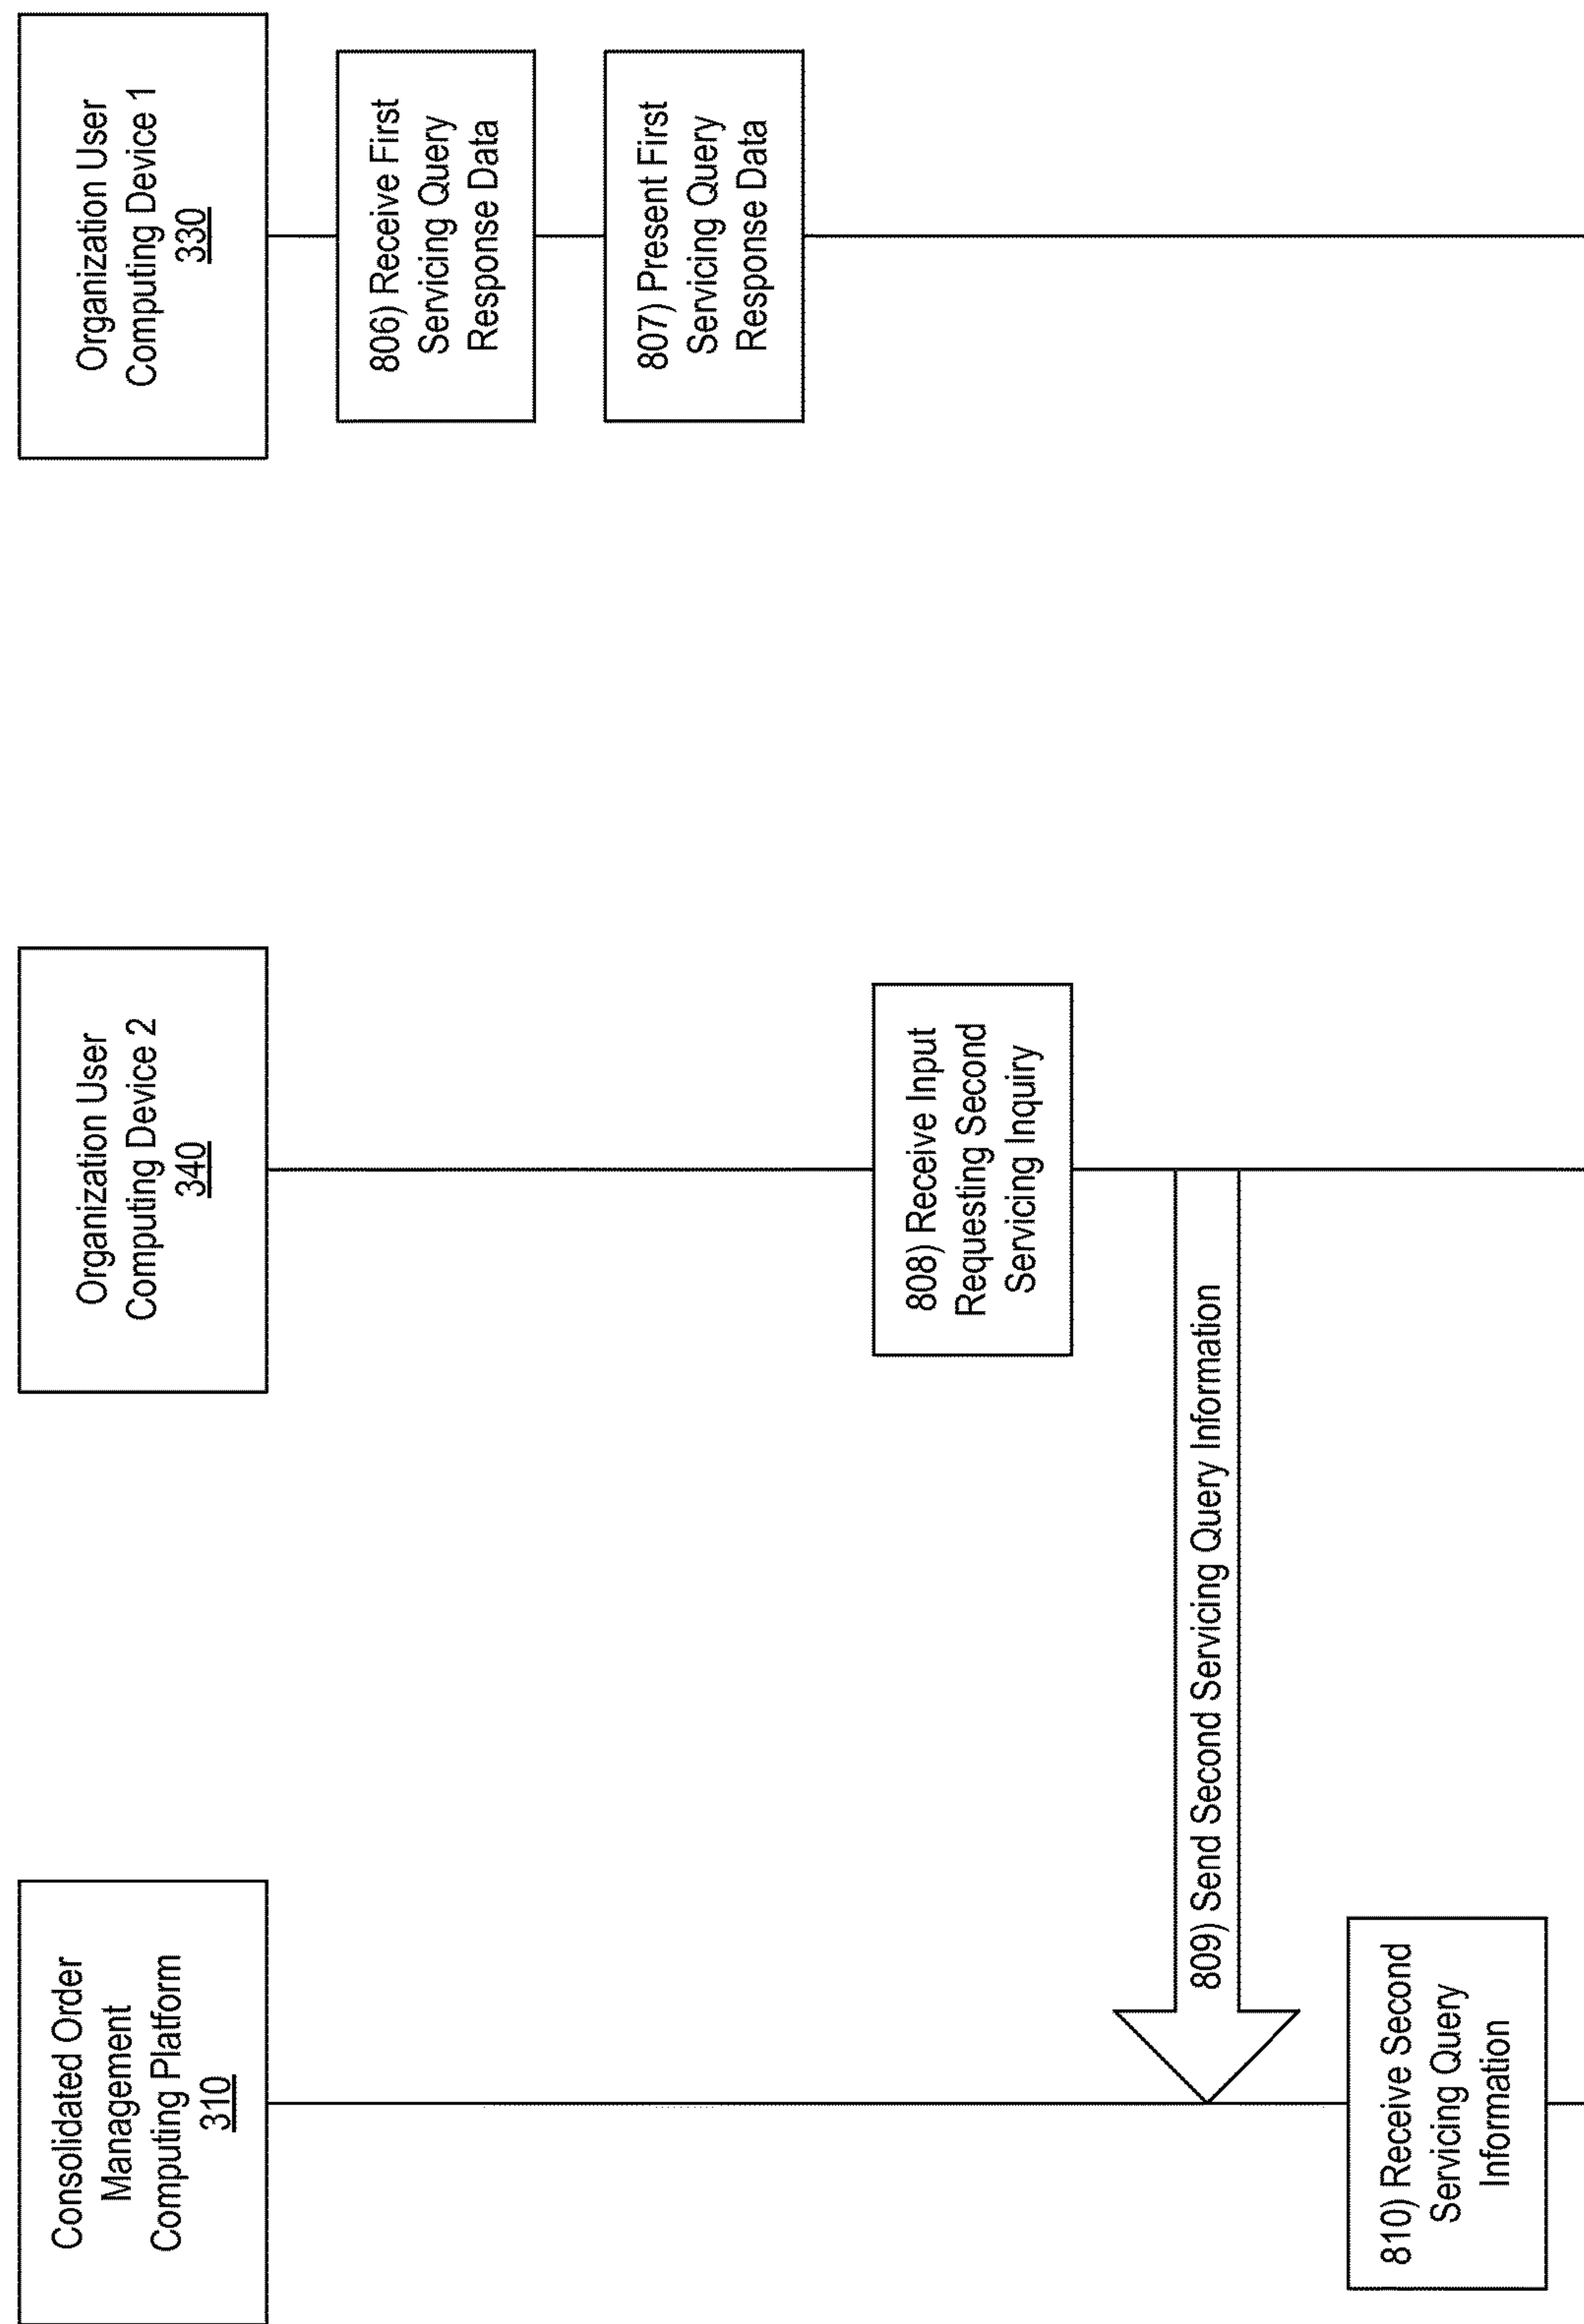 Consolidated Order
Management
Computing Platform
310
Organization User
Computing Device 2
340
Organization User
Computing Device 1
330
806) Receive First
Servicing Query
Response Data
807) Present First
Servicing Query
Response Data
808) Receive Input
Requesting Second
Servicing Inquiry
809) Send Second Servicing Query Information
810) Receive Second
Servicing Query
Information